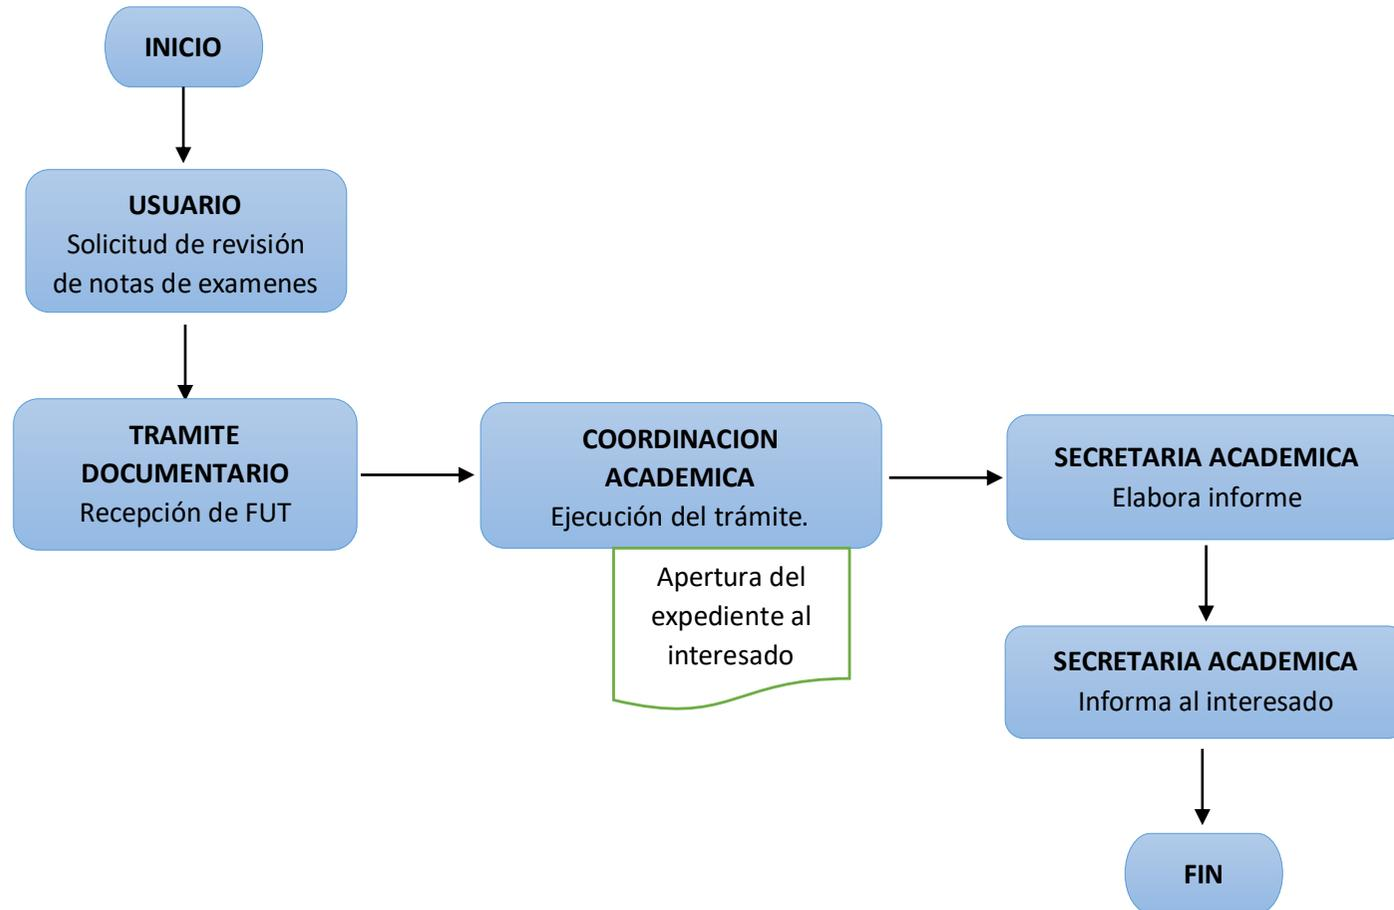 INICIO
USUARIO
Solicitud de revisión
de notas de examenes
TRAMITE
DOCUMENTARIO
Recepción de FUT
COORDINACION
ACADEMICA
Ejecución del trámite.
Apertura del
expediente al
interesado
SECRETARIA ACADEMICA
Elabora informe
SECRETARIA ACADEMICA
Informa al interesado
FIN